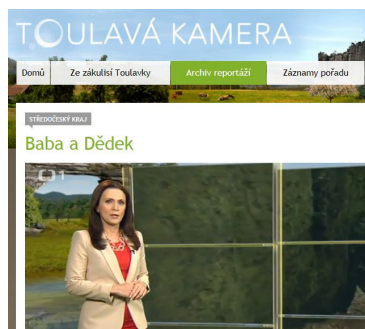 TOULAVÁ KAMERA
Domů
Ze zákulisí Toulavky
Archiv reportáží
Záznamy pořadu
STŘEDOČESKÝ KRAJ
Baba a Dědek
1